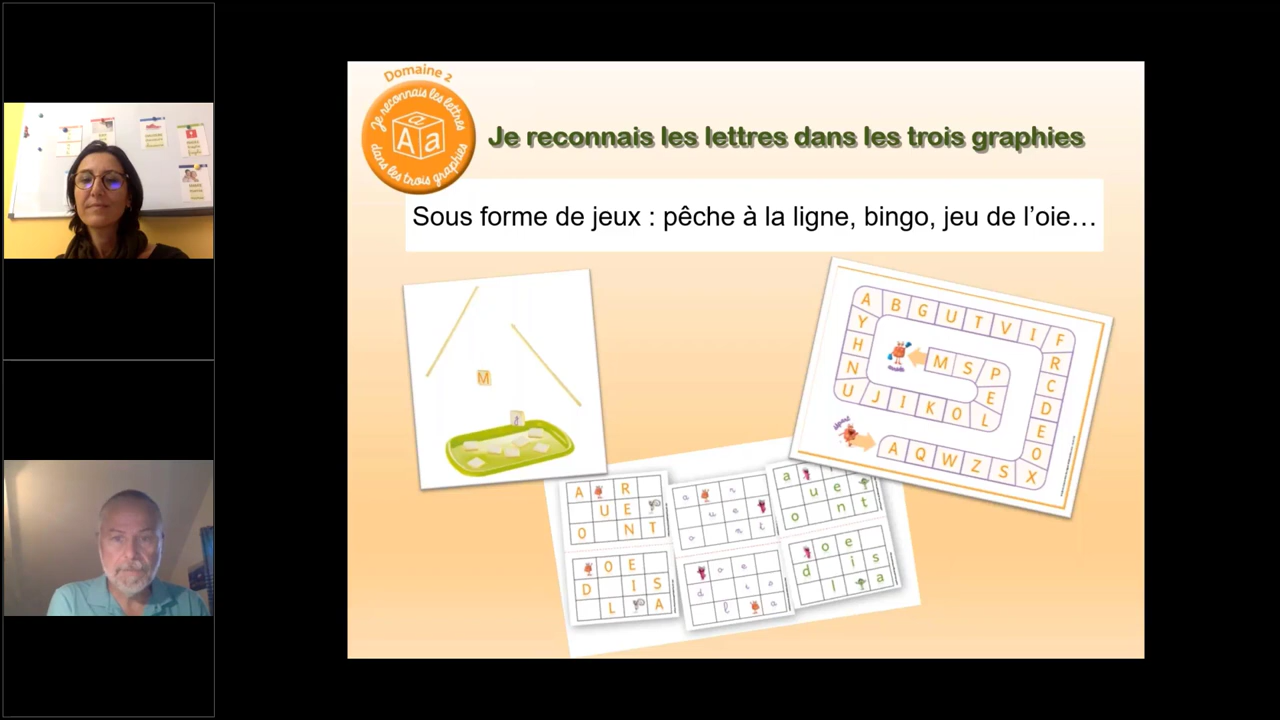 Domaine 2
Je reconnais les lettres
dans les trois graphies
A a a
Je reconnais les lettres dans les trois graphies
Sous forme de jeux : pêche à la ligne, bingo, jeu de l’oie…
M
A B G U T V I F
Y R
H M S P C
N E D
U J I K O L E
O
A Q W Z S X
A R
U E
O N T
O E
D I S
L A
a r
u e
o n t
o e
d i s
l a
a
u e
o n t
o e
d i s
l a